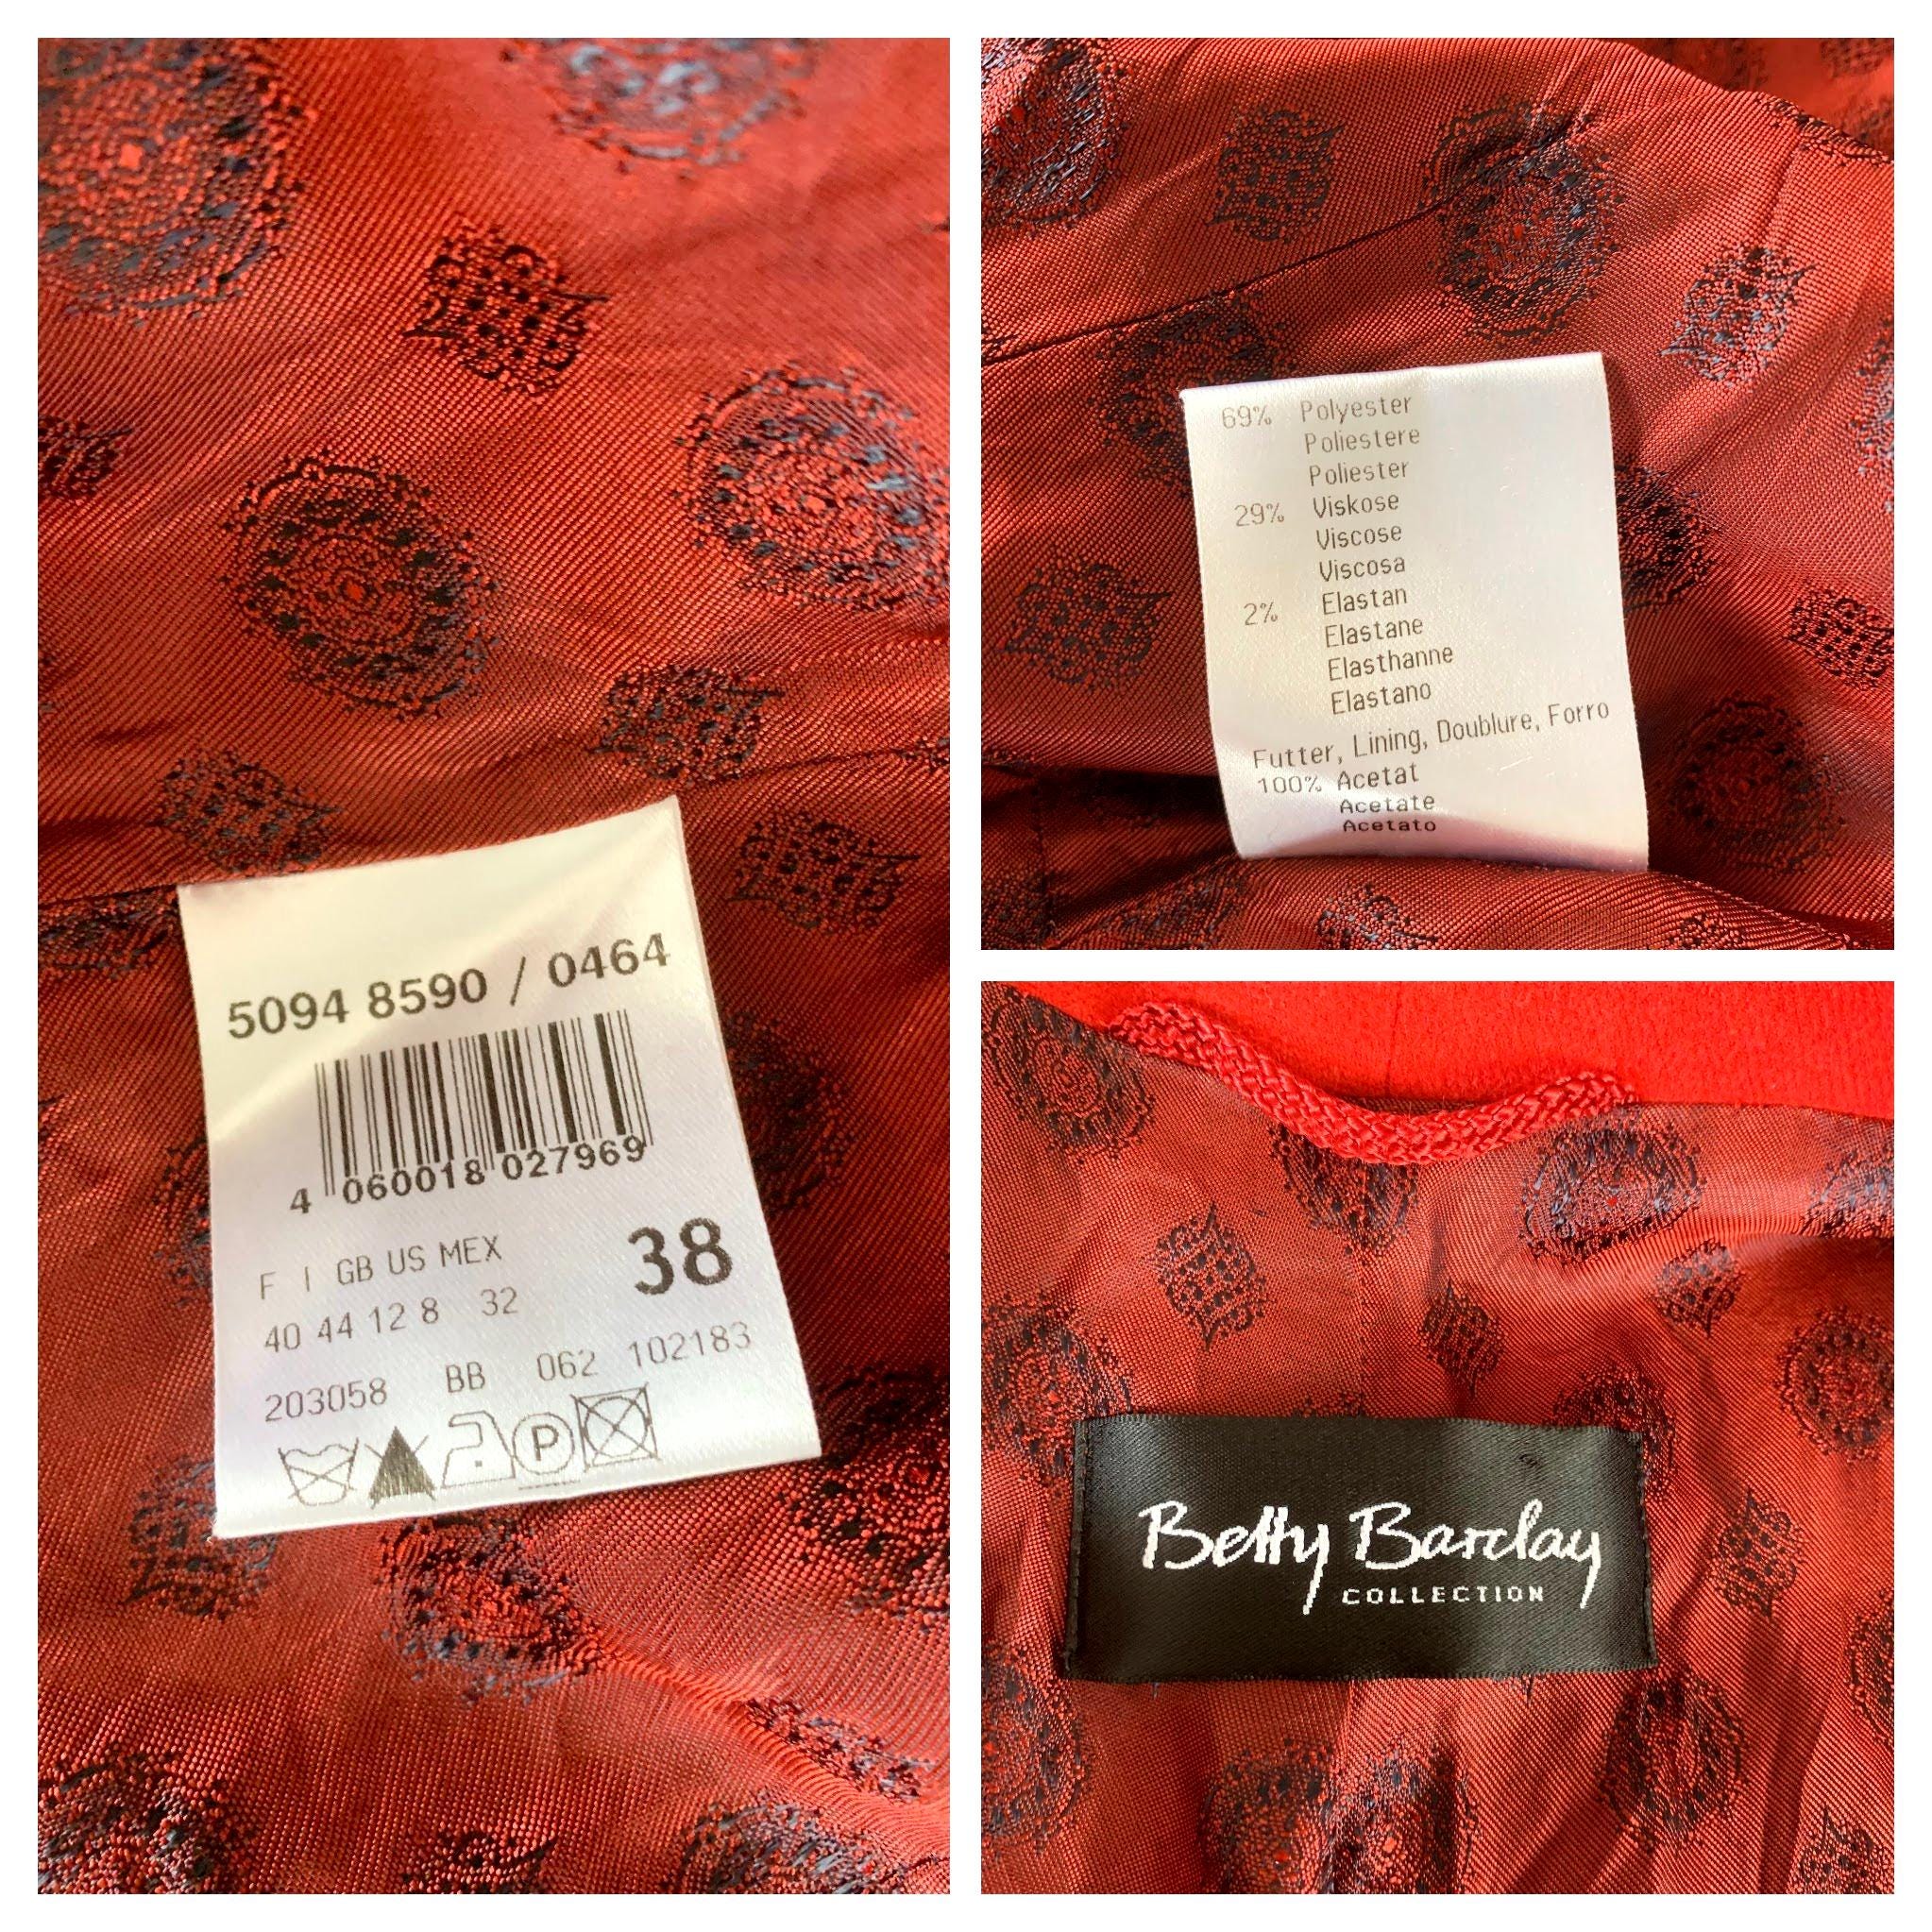 5094 8590 / 0464
4 060018 027969
F I GB US MEX 38
40 44 12 8 32
203058 BB 062 102183
P
69% Polyester
Poliestere
Poliester
29% Viskose
Viscose
Viscosa
2% Elastan
Elastane
Elasthanne
Elastano
Futter, Lining, Doublure, Forro
100% Acetat
Acetate
Acetato
Betty Barclay
COLLECTION